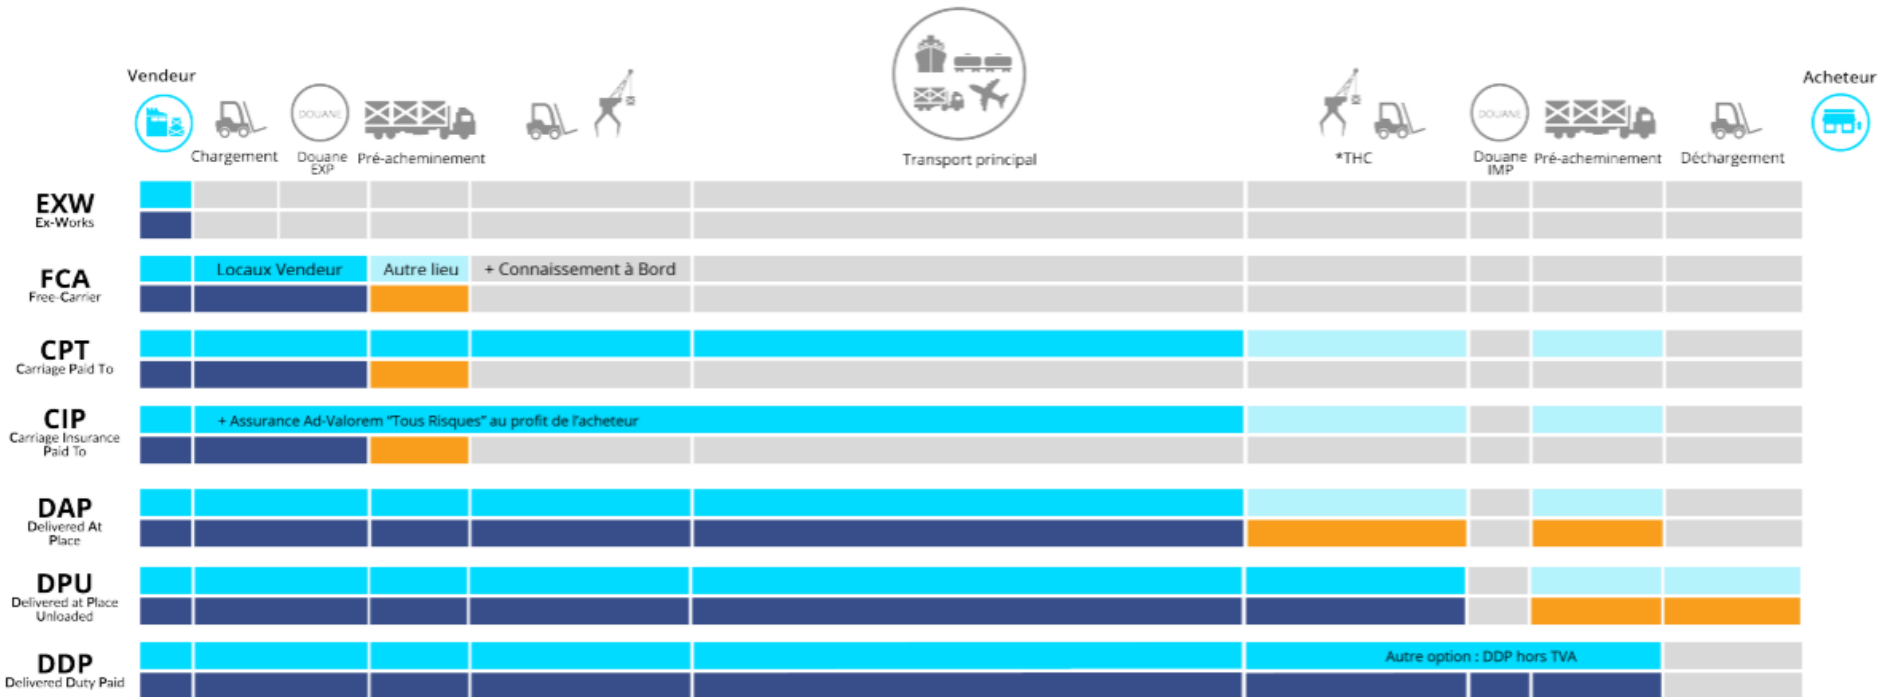 Vendeur
Acheteur
DOUANE
DOUANE
Chargement
Douane
EXP
Pré-acheminement
Transport principal
*THC
Douane
IMP
Pré-acheminement
Déchargement
EXW
Ex-Works
FCA
Free-Carrier
Locaux Vendeur
Autre lieu
+ Connaissement à Bord
CPT
Carriage Paid To
CIP
Carriage Insurance
Paid To
+ Assurance Ad-Valorem "Tous Risques" au profit de l'acheteur
DAP
Delivered At
Place
DPU
Delivered at Place
Unloaded
DDP
Delivered Duty Paid
Autre option : DDP hors TVA